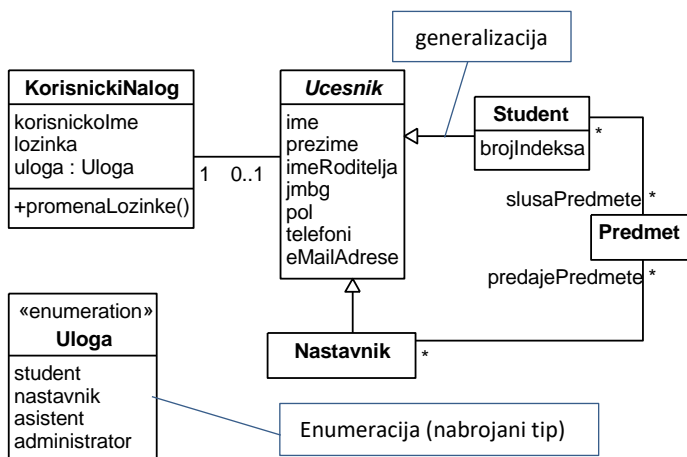 generalizacija
KorisnickiNalog
korisnickoIme
lozinka
uloga : Uloga
+promenaLozinke()
1 0..1
Ucesnik
ime
prezime
imeRoditelja
jmbg
pol
telefoni
eMailAdrese
Student
brojIndeksa
*
slusaPredmete *
Predmet
predajePredmete *
Nastavnik
*
«enumeration»
Uloga
student
nastavnik
asistent
administrator
Enumeracija (nabrojani tip)